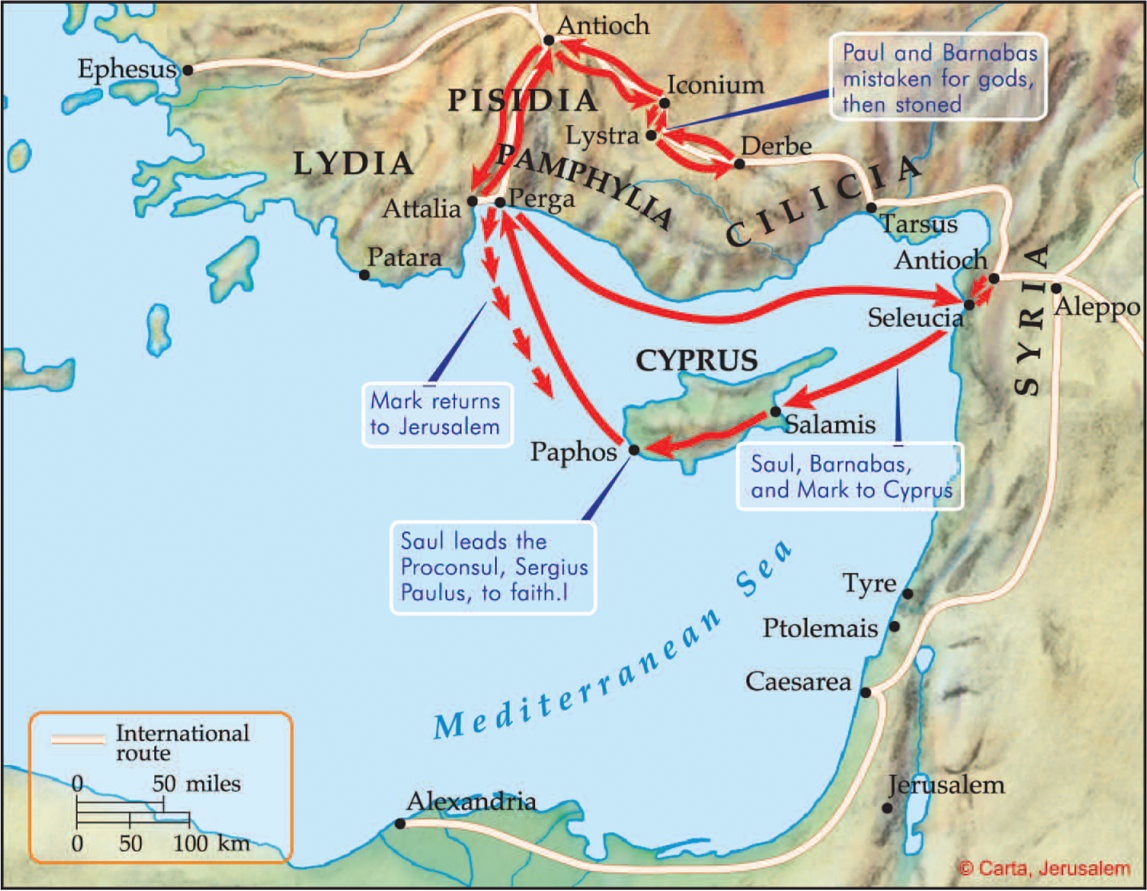 Antioch
Ephesus
Paul and Barnabas
mistaken for gods,
then stoned
Iconium
PISIDIA
Lystra
Derbe
LYDIA
PAMPHYLIA
CILICIA
Attalia
Perga
Tarsus
Patara
Antioch
Seleucia
Aleppo
SYRIA
CYPRUS
Mark returns
to Jerusalem
Salamis
Paphos
Saul, Barnabas,
and Mark to Cyprus
Saul leads the
Proconsul, Sergius
Paulus, to faith.l
Mediterranean Sea
Tyre
Ptolemais
Caesarea
International
route
0 50 miles
0 50 100 km
Alexandria
Jerusalem
© Carta, Jerusalem